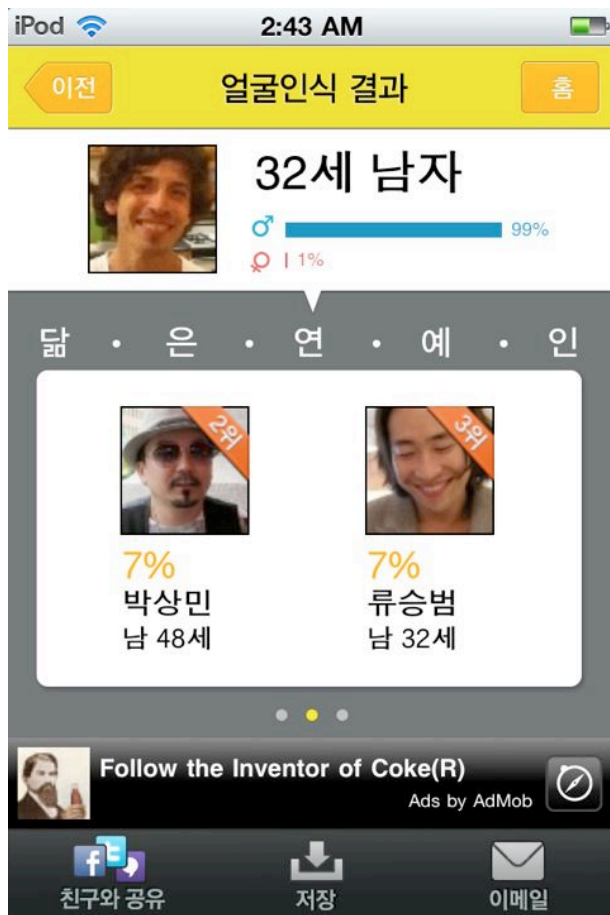 iPod 2:43 AM
이전 얼굴인식 결과 홈
32세 남자
99%
1%
닮 · 은 · 연 · 예 · 인
2위 3위
7% 7%
박상민 류승범
남 48세 남 32세
Follow the Inventor of Coke(R)
Ads by AdMob
친구와 공유 저장 이메일